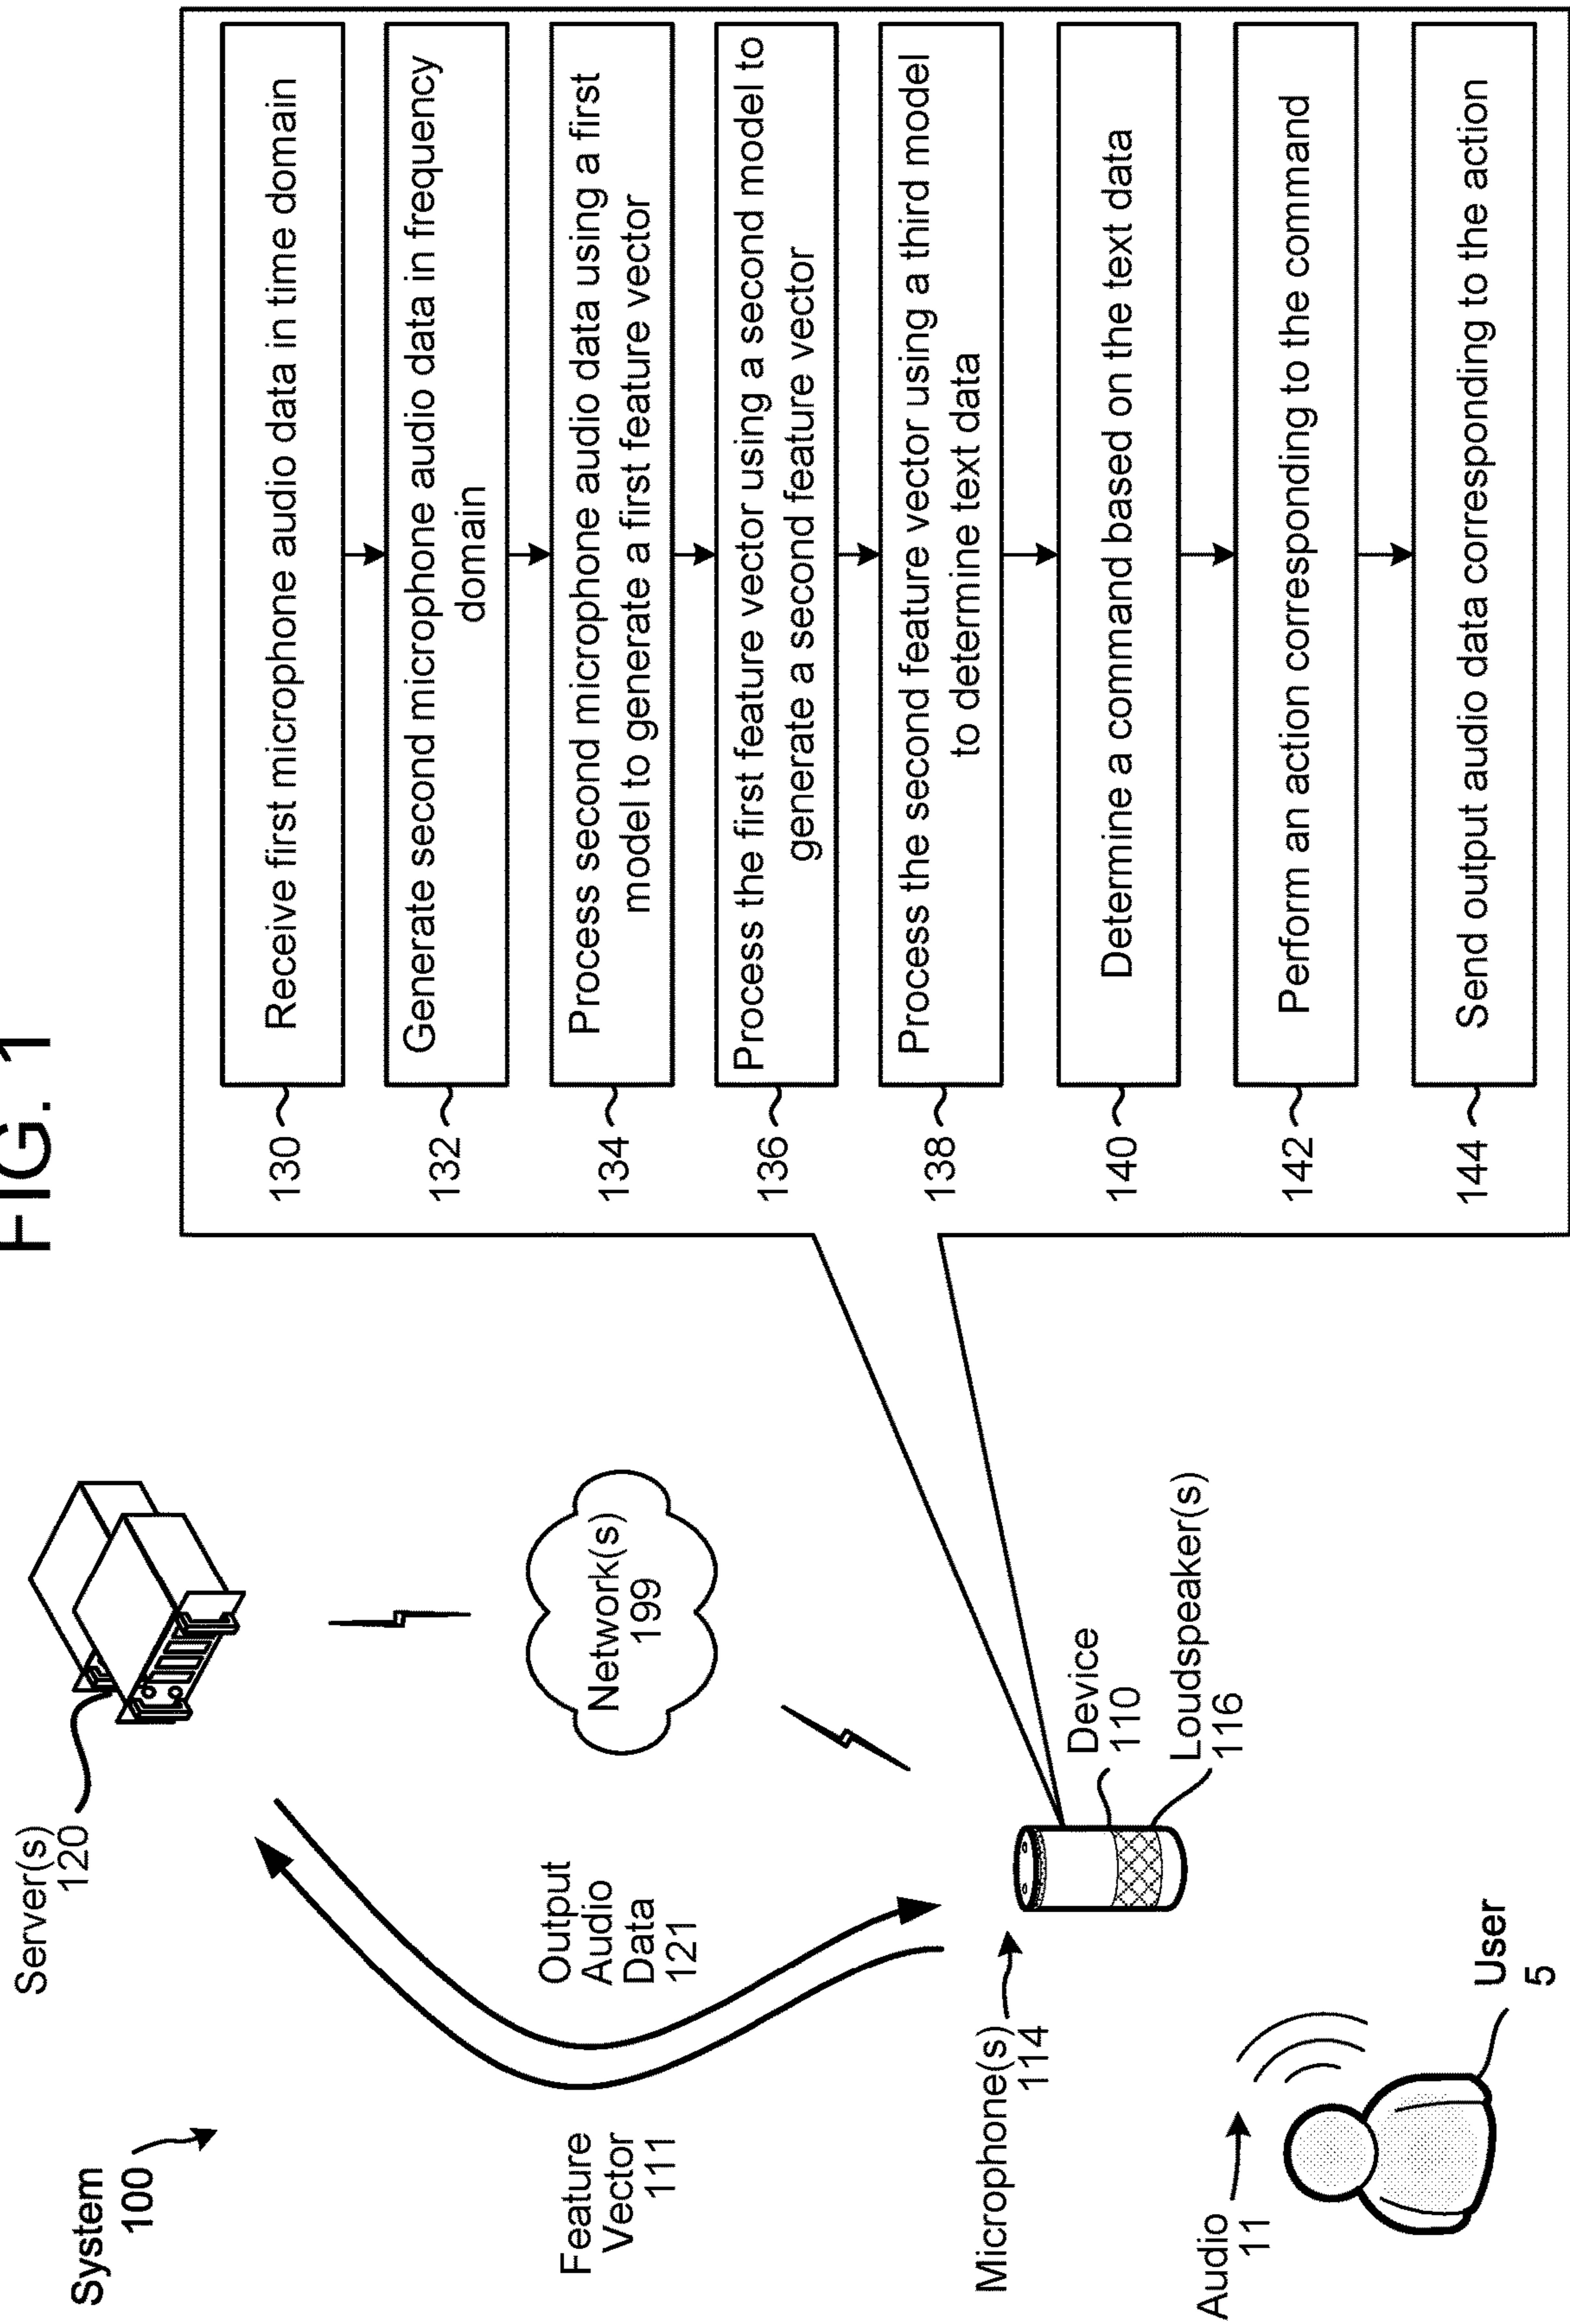 FIG. 1
System
100
Server(s)
120
Feature
Vector
111
Output
Audio
Data
121
Network(s)
199
Microphone(s)
114
Device
110
Loudspeaker(s)
116
Audio
11
User
5
130
Receive first microphone audio data in time domain
132
Generate second microphone audio data in frequency
domain
134
Process second microphone audio data using a first
model to generate a first feature vector
136
Process the first feature vector using a second model to
generate a second feature vector
138
Process the second feature vector using a third model
to determine text data
140
Determine a command based on the text data
142
Perform an action corresponding to the command
144
Send output audio data corresponding to the action